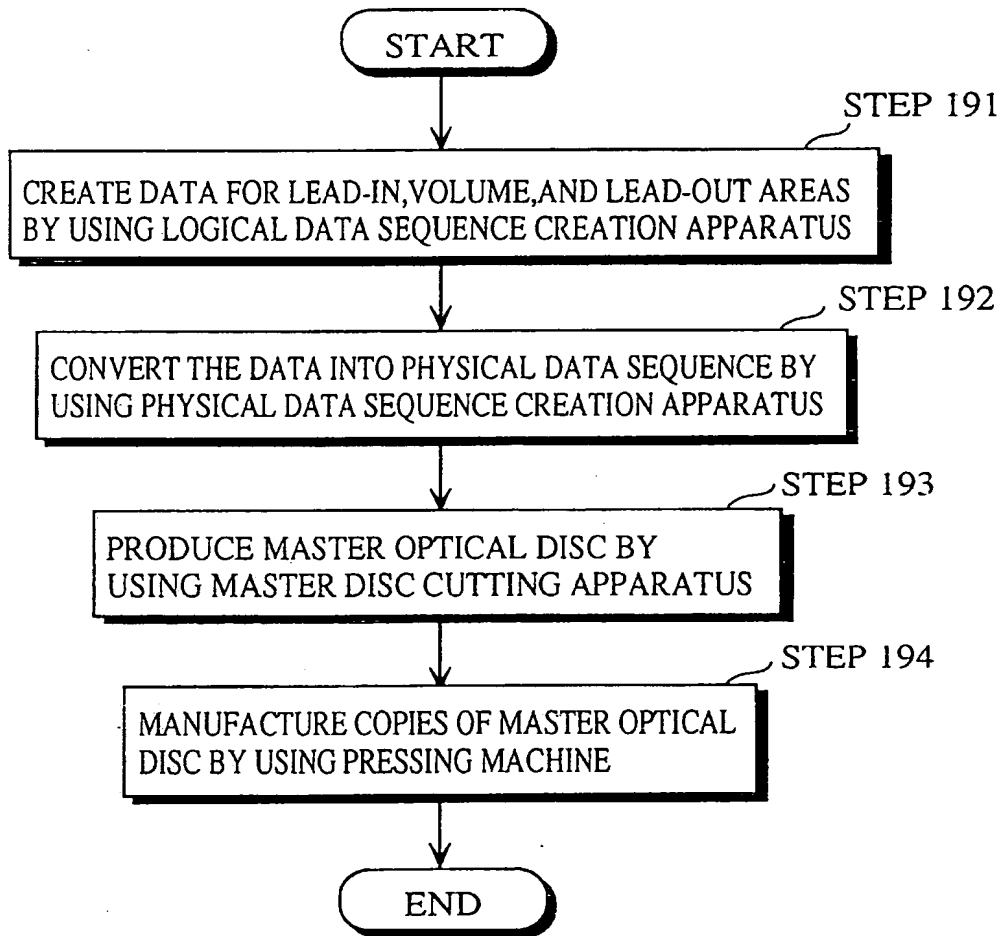 START
STEP 191
CREATE DATA FOR LEAD-IN,VOLUME,AND LEAD-OUT AREAS
BY USING LOGICAL DATA SEQUENCE CREATION APPARATUS
STEP 192
CONVERT THE DATA INTO PHYSICAL DATA SEQUENCE BY
USING PHYSICAL DATA SEQUENCE CREATION APPARATUS
STEP 193
PRODUCE MASTER OPTICAL DISC BY
USING MASTER DISC CUTTING APPARATUS
STEP 194
MANUFACTURE COPIES OF MASTER OPTICAL
DISC BY USING PRESSING MACHINE
END